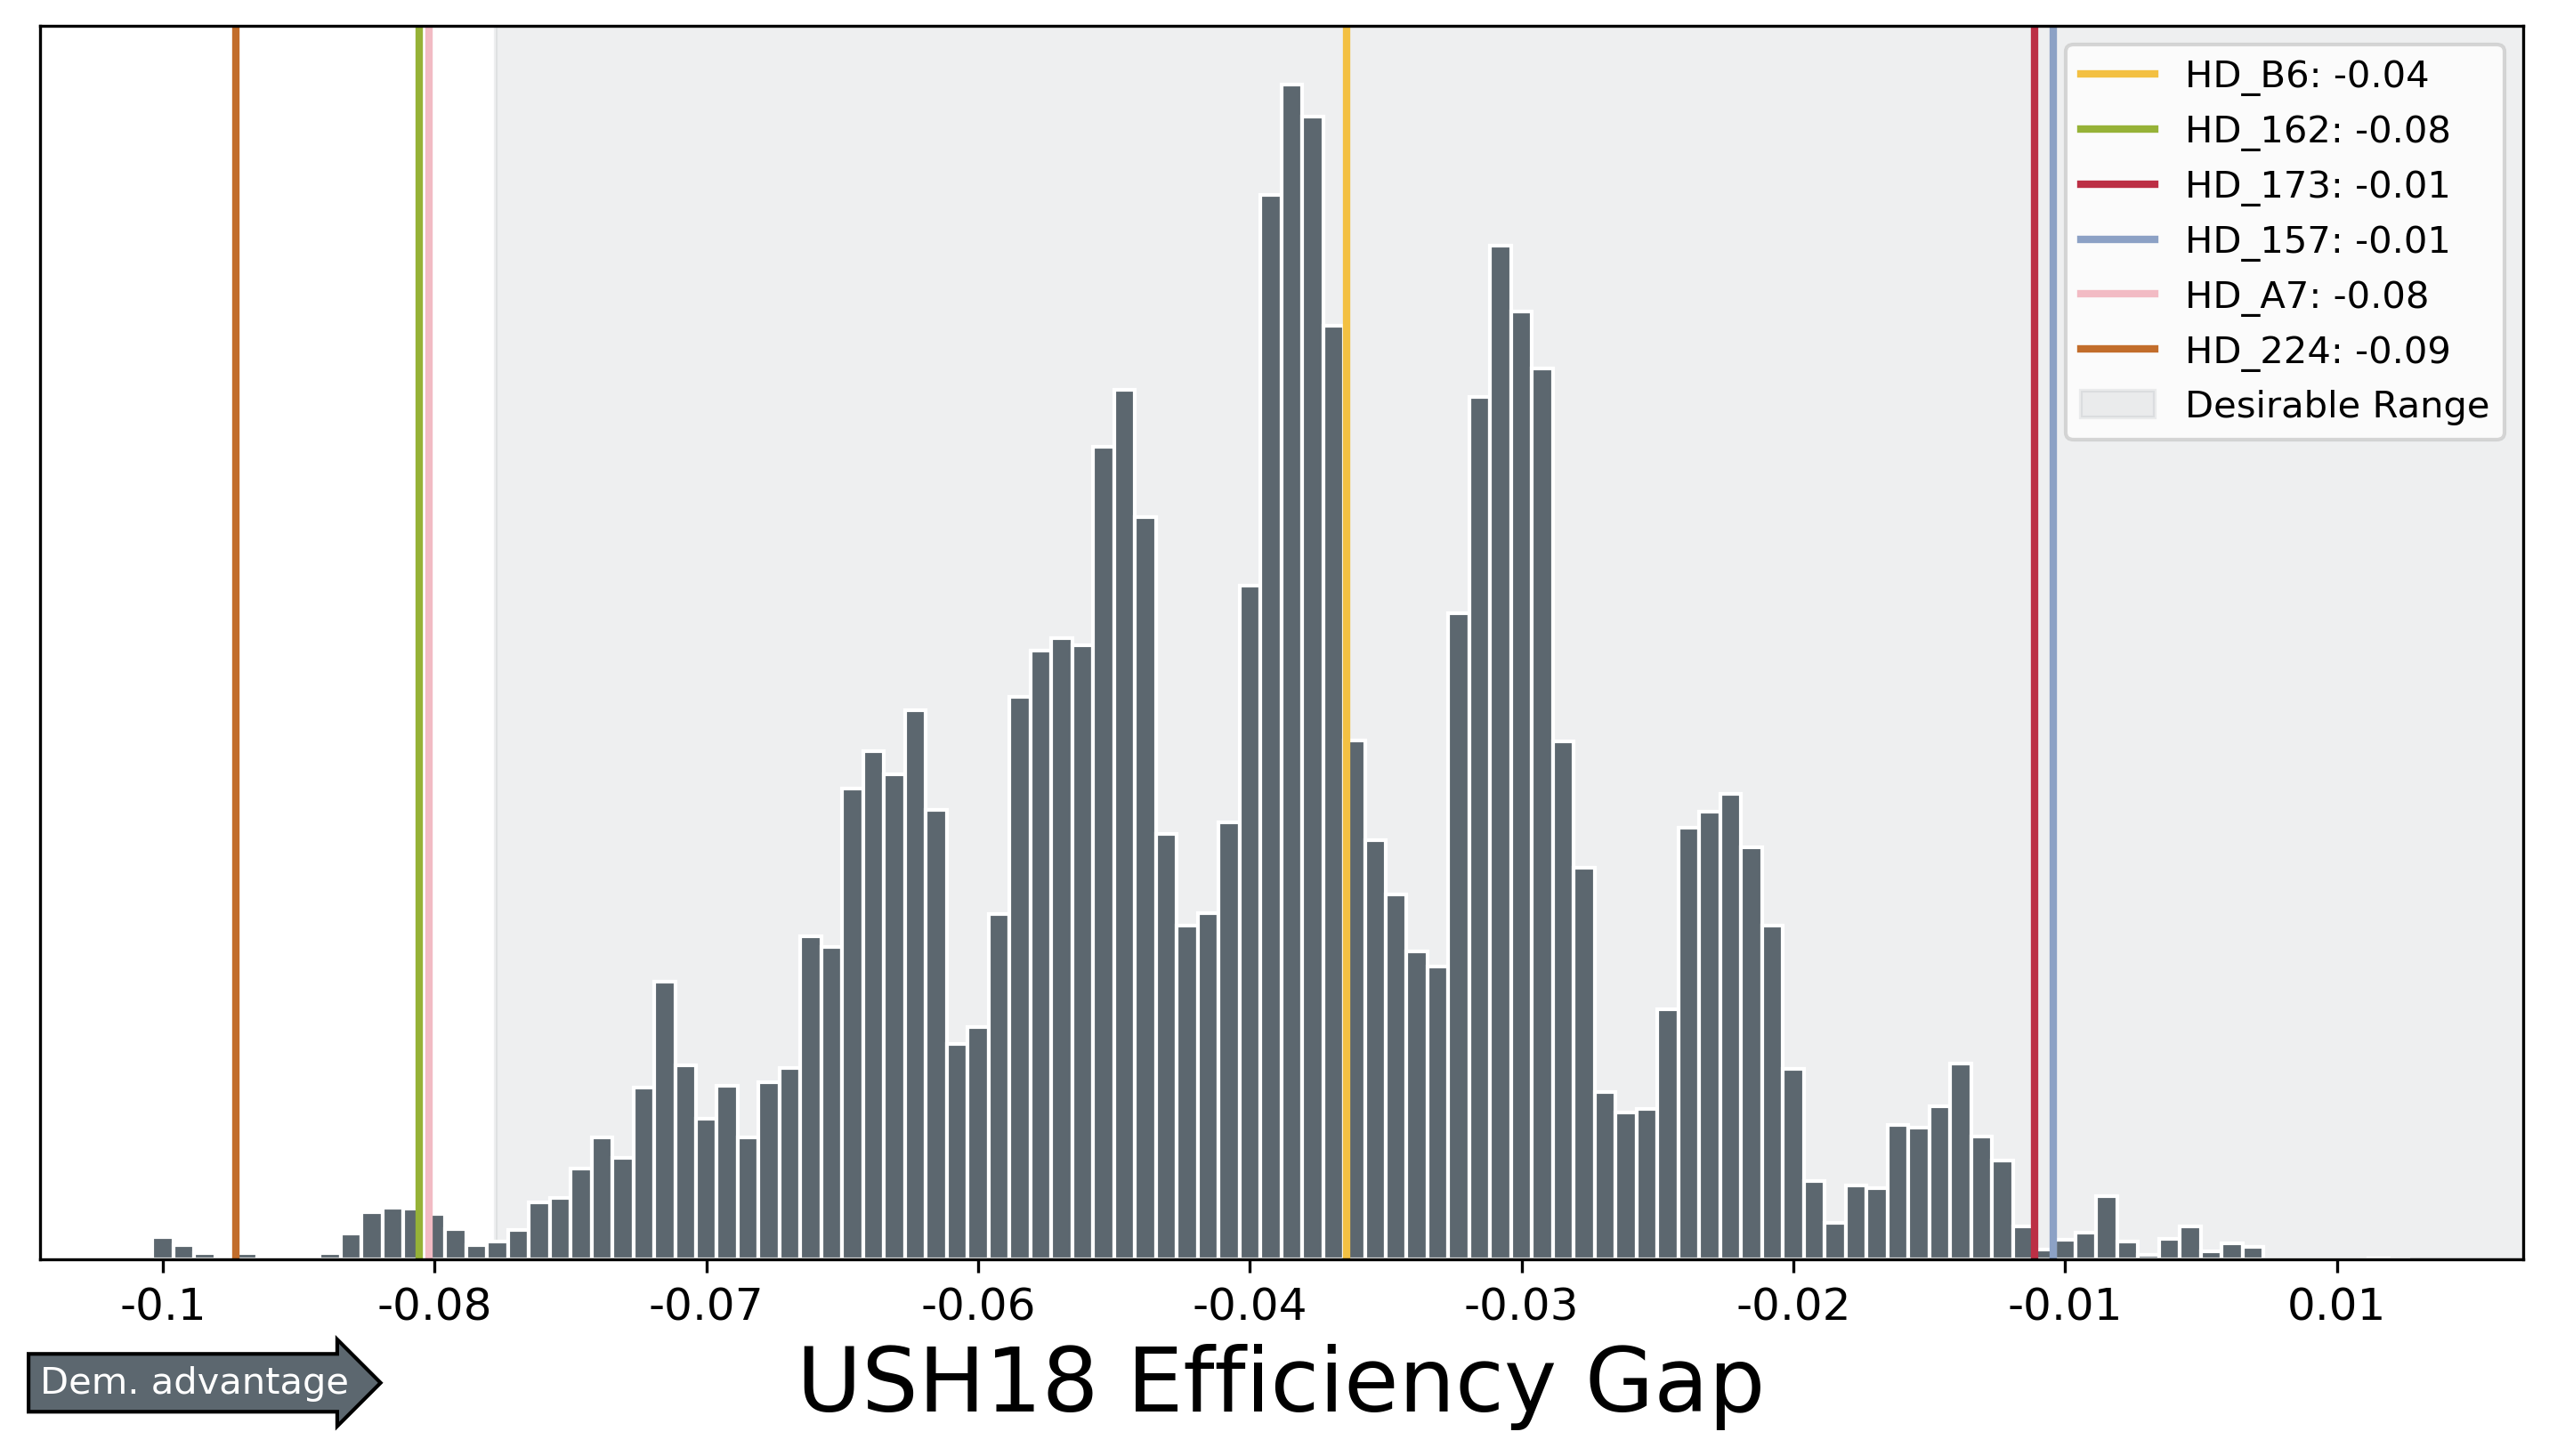 HD_B6: -0.04
HD_162: -0.08
HD_173: -0.01
HD_157: -0.01
HD_A7: -0.08
HD_224: -0.09
Desirable Range
-0.1 -0.08 -0.07 -0.06 -0.04 -0.03 -0.02 -0.01 0.01
Dem. advantage
USH18 Efficiency Gap